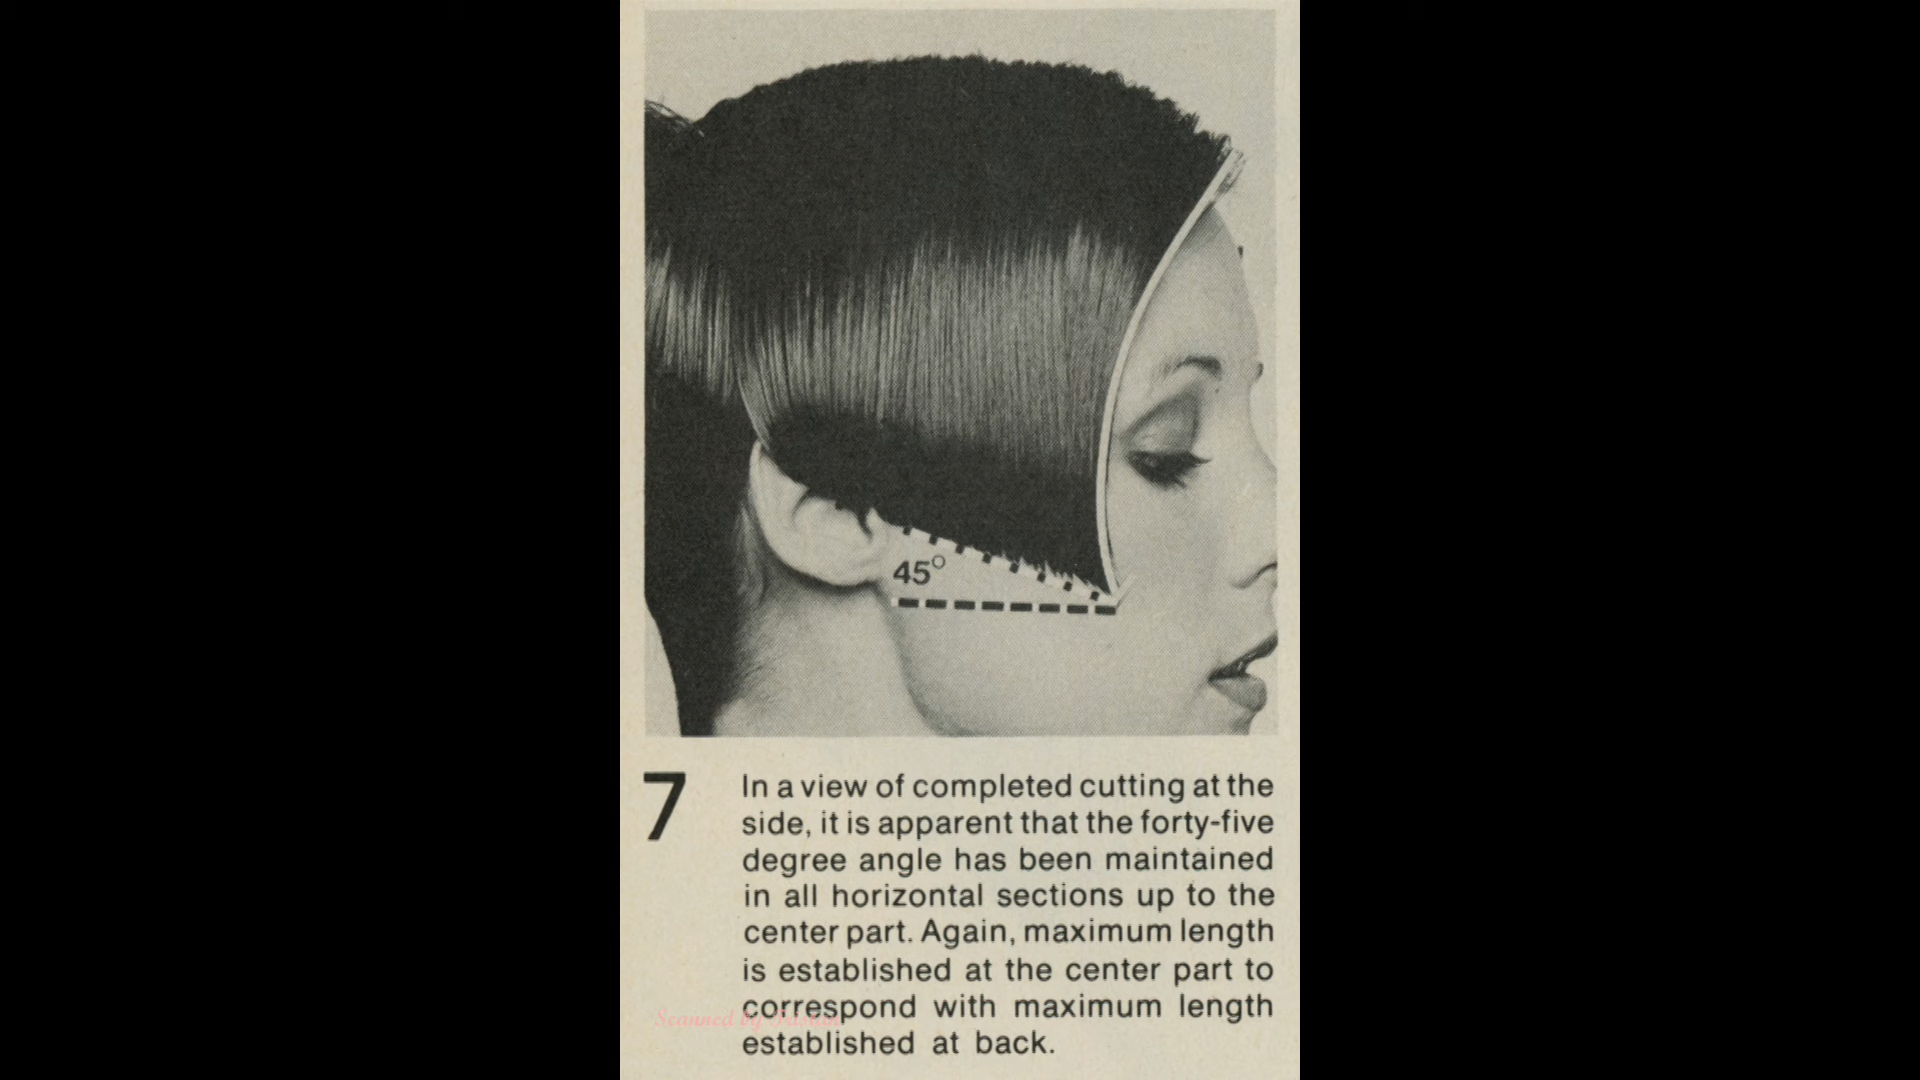 45°
7
In a view of completed cutting at the
side, it is apparent that the forty-five
degree angle has been maintained
in all horizontal sections up to the
center part. Again, maximum length
is established at the center part to
correspond with maximum length
established at back.
Scanned by